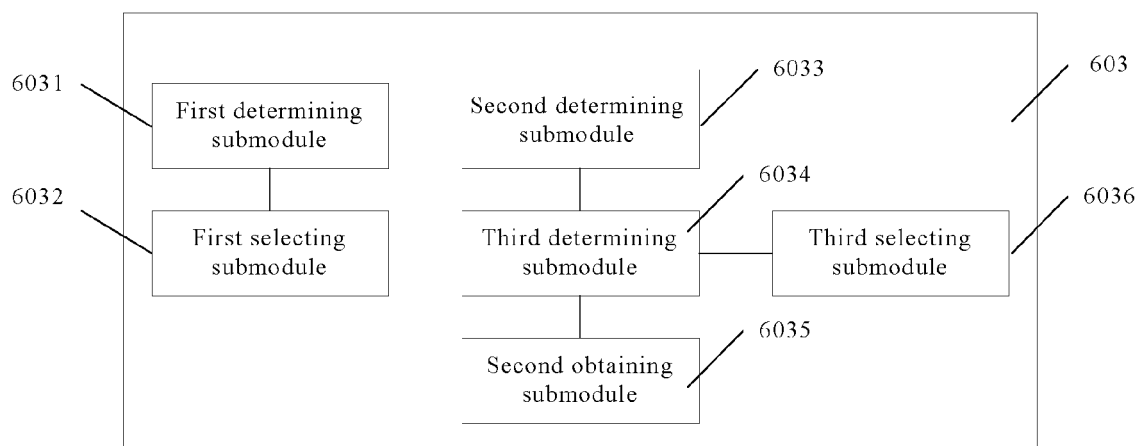 6031
First determining
submodule
6032
First selecting
submodule
Second determining
submodule
6033
603
6034
Third determining
submodule
Third selecting
submodule
6036
Second obtaining
submodule
6035